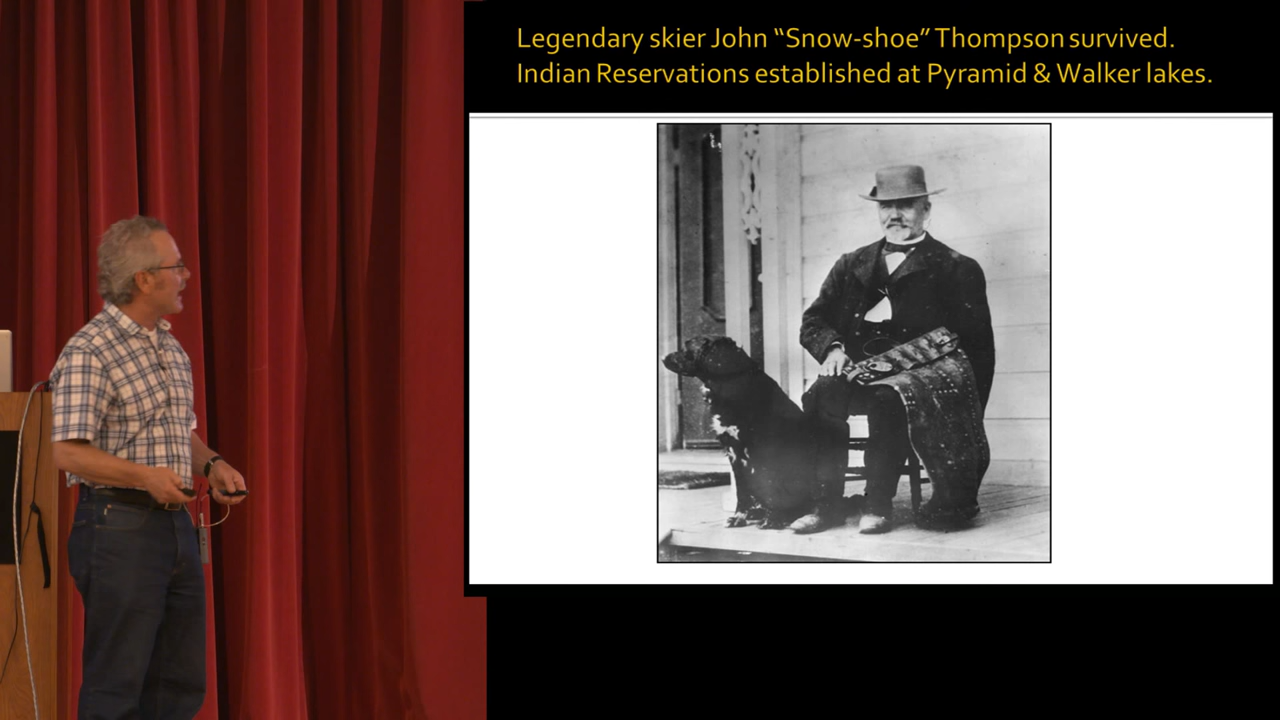 Legendary skier John “Snow-shoe” Thompson survived.
Indian Reservations established at Pyramid & Walker lakes.